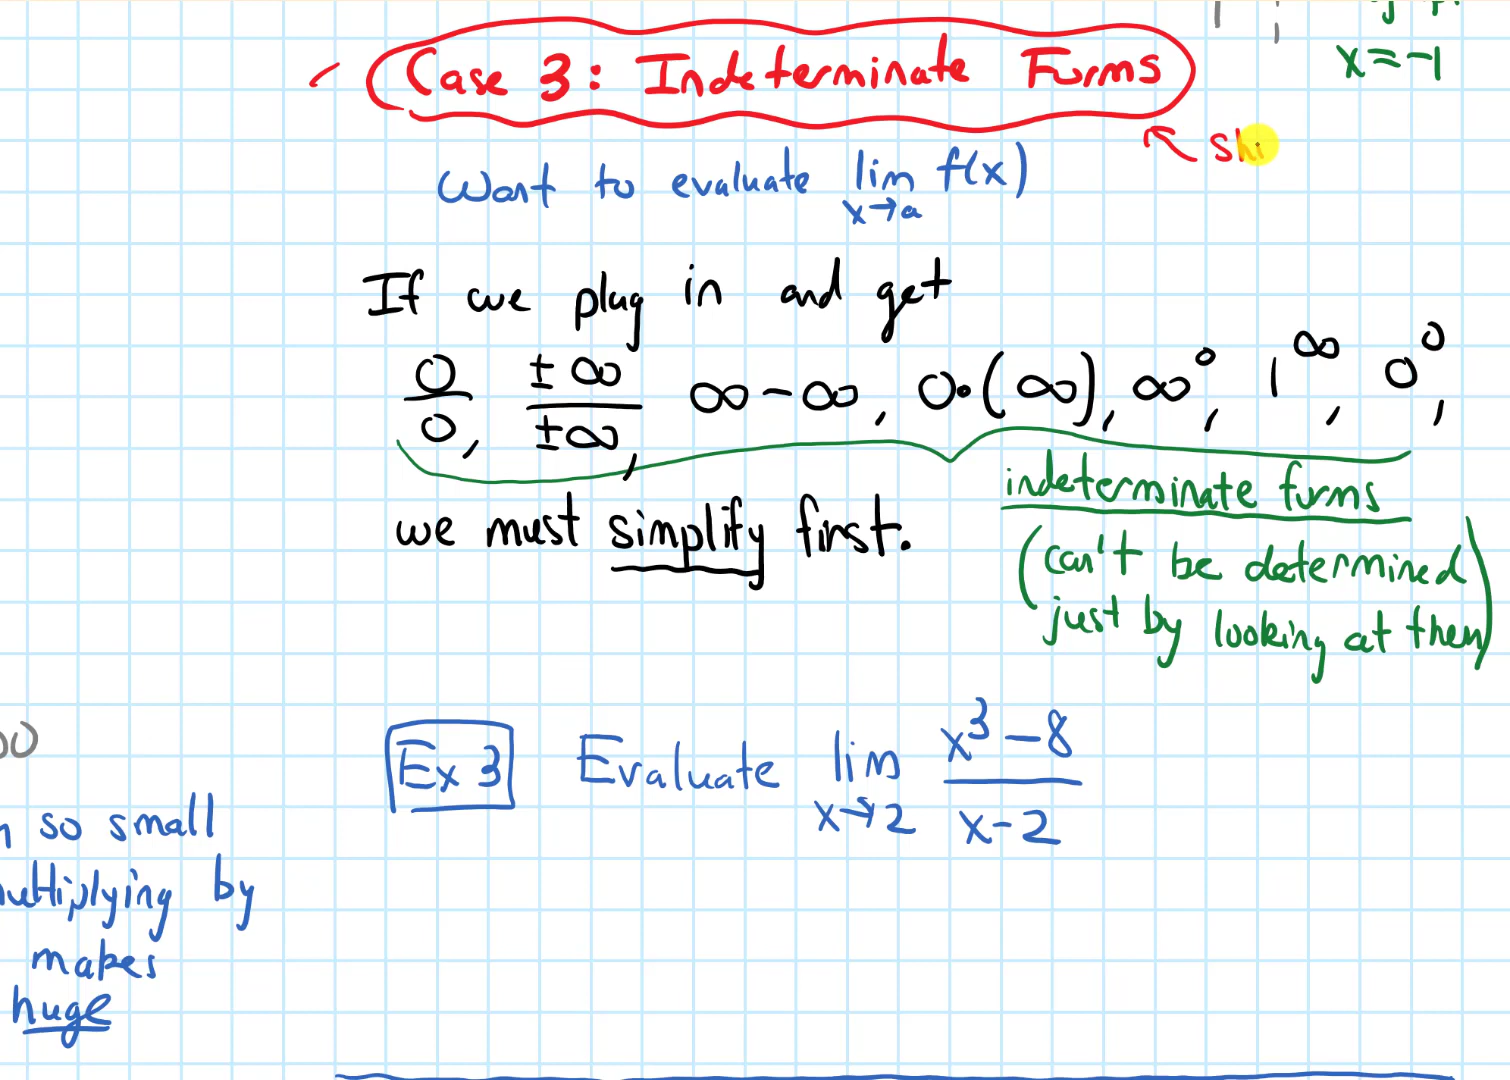 Case 3: Indeterminate Forms
x = -1
Want to evaluate lim x→a f(x)
If we plug in and get
0/0, ±∞/±∞, ∞-∞, 0·(∞), ∞⁰, 1^∞, 0⁰,
indeterminate forms
we must simplify first.
(can't be determined
just by looking at them)
Ex 3 Evaluate lim x→2 (x³-8)/(x-2)
so small
multiplying by
makes
huge